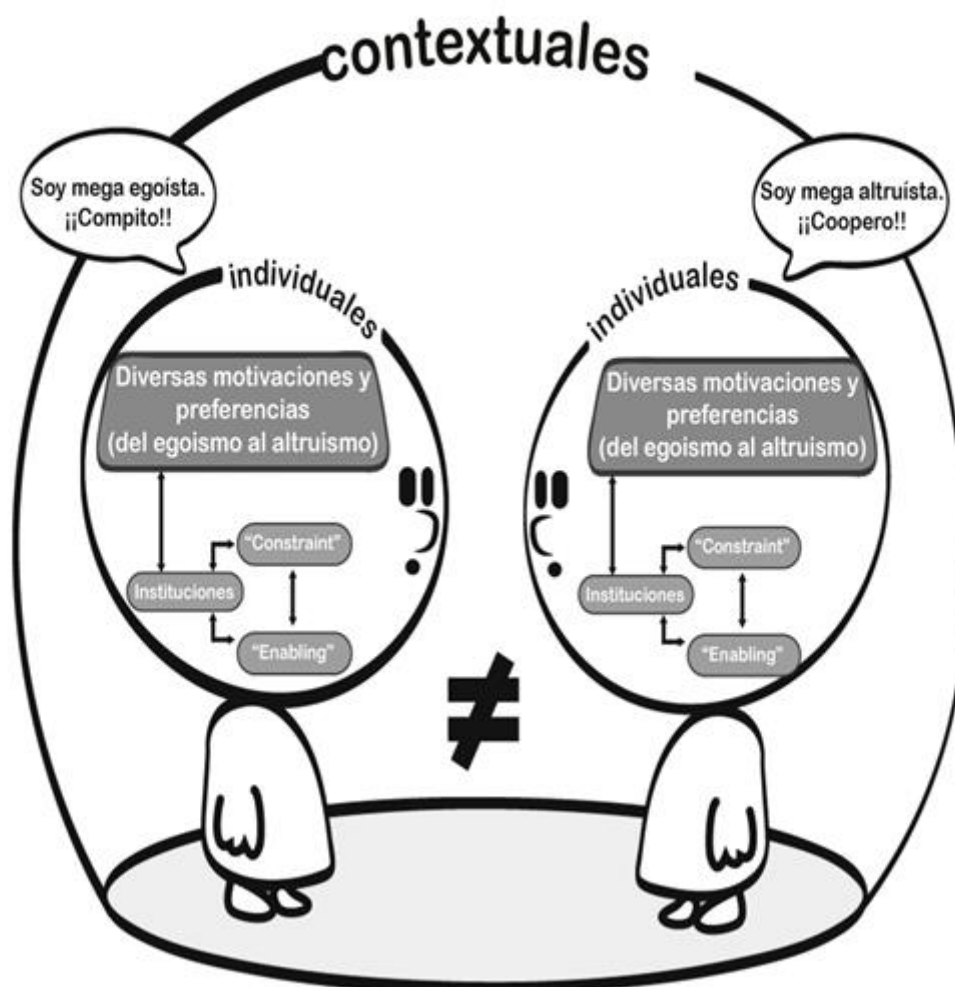 contextuales
Soy mega egoísta.
¡¡Compito!!
Soy mega altruísta.
¡¡Coopero!!
individuales
Diversas motivaciones y
preferencias
(del egoismo al altruismo)
"Constraint"
Instituciones
"Enabling"
individuales
Diversas motivaciones y
preferencias
(del egoismo al altruismo)
"Constraint"
Instituciones
"Enabling"
≠